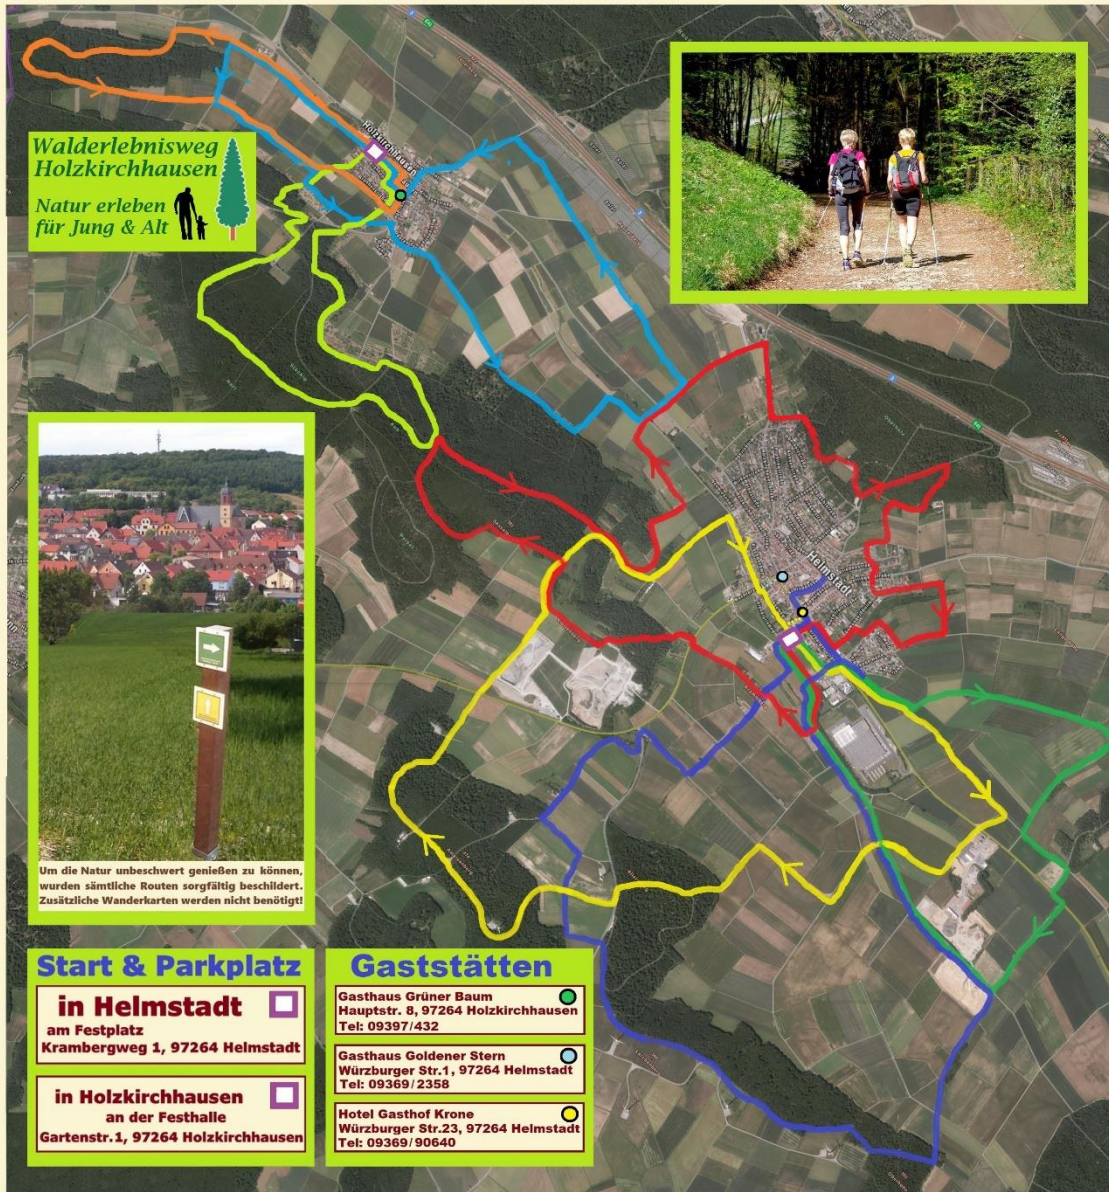 Walderlebnisweg
Holzkirchhausen
Natur erleben
für Jung & Alt
Holzkirchhausen
Helmstadt
Um die Natur unbeschwert genießen zu können,
wurden sämtliche Routen sorgfältig beschildert.
Zusätzliche Wanderkarten werden nicht benötigt!
Start & Parkplatz
in Helmstadt
am Festplatz
Krambergweg 1, 97264 Helmstadt
in Holzkirchhausen
an der Festhalle
Gartenstr.1, 97264 Holzkirchhausen
Gaststätten
Gasthaus Grüner Baum
Hauptstr. 8, 97264 Holzkirchhausen
Tel: 09397/432
Gasthaus Goldener Stern
Würzburger Str.1, 97264 Helmstadt
Tel: 09369/2358
Hotel Gasthof Krone
Würzburger Str.23, 97264 Helmstadt
Tel: 09369/90640